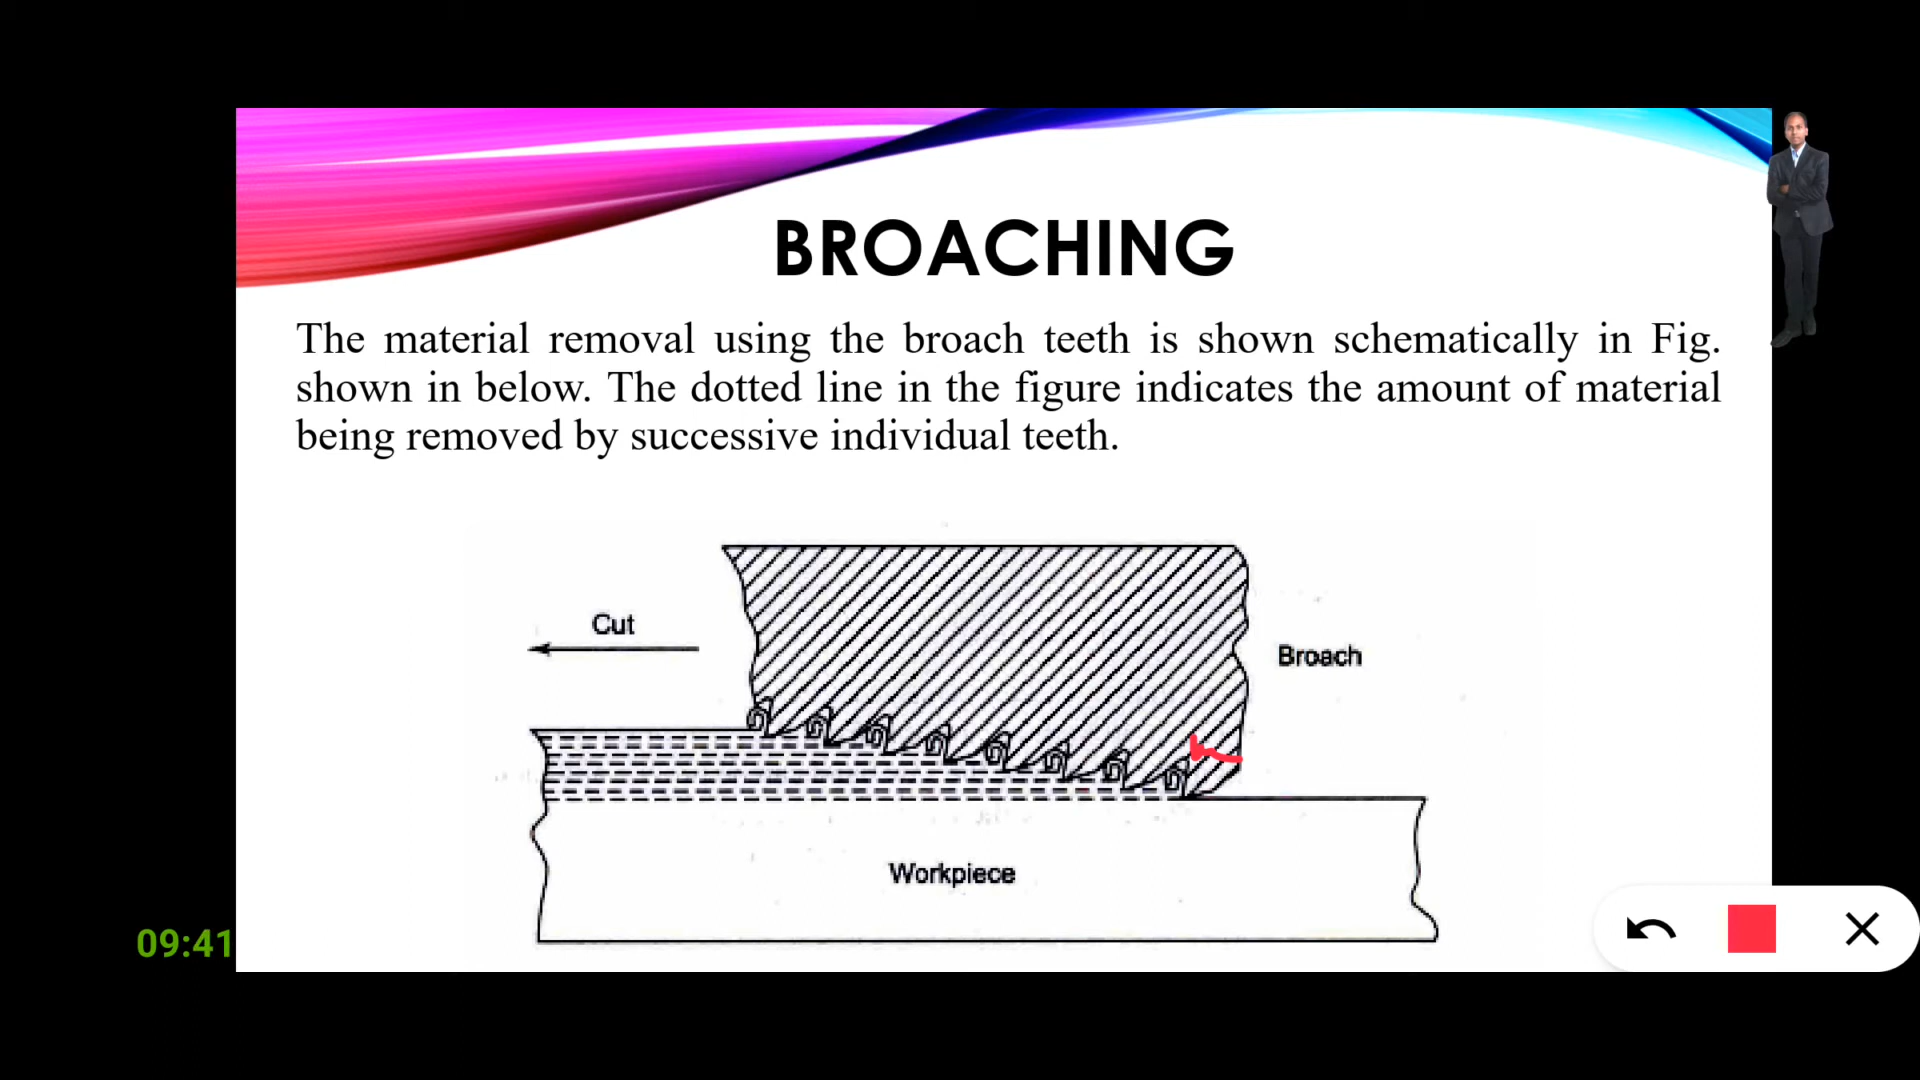 BROACHING
The material removal using the broach teeth is shown schematically in Fig.
shown in below. The dotted line in the figure indicates the amount of material
being removed by successive individual teeth.
Cut
Broach
Workpiece
09:41